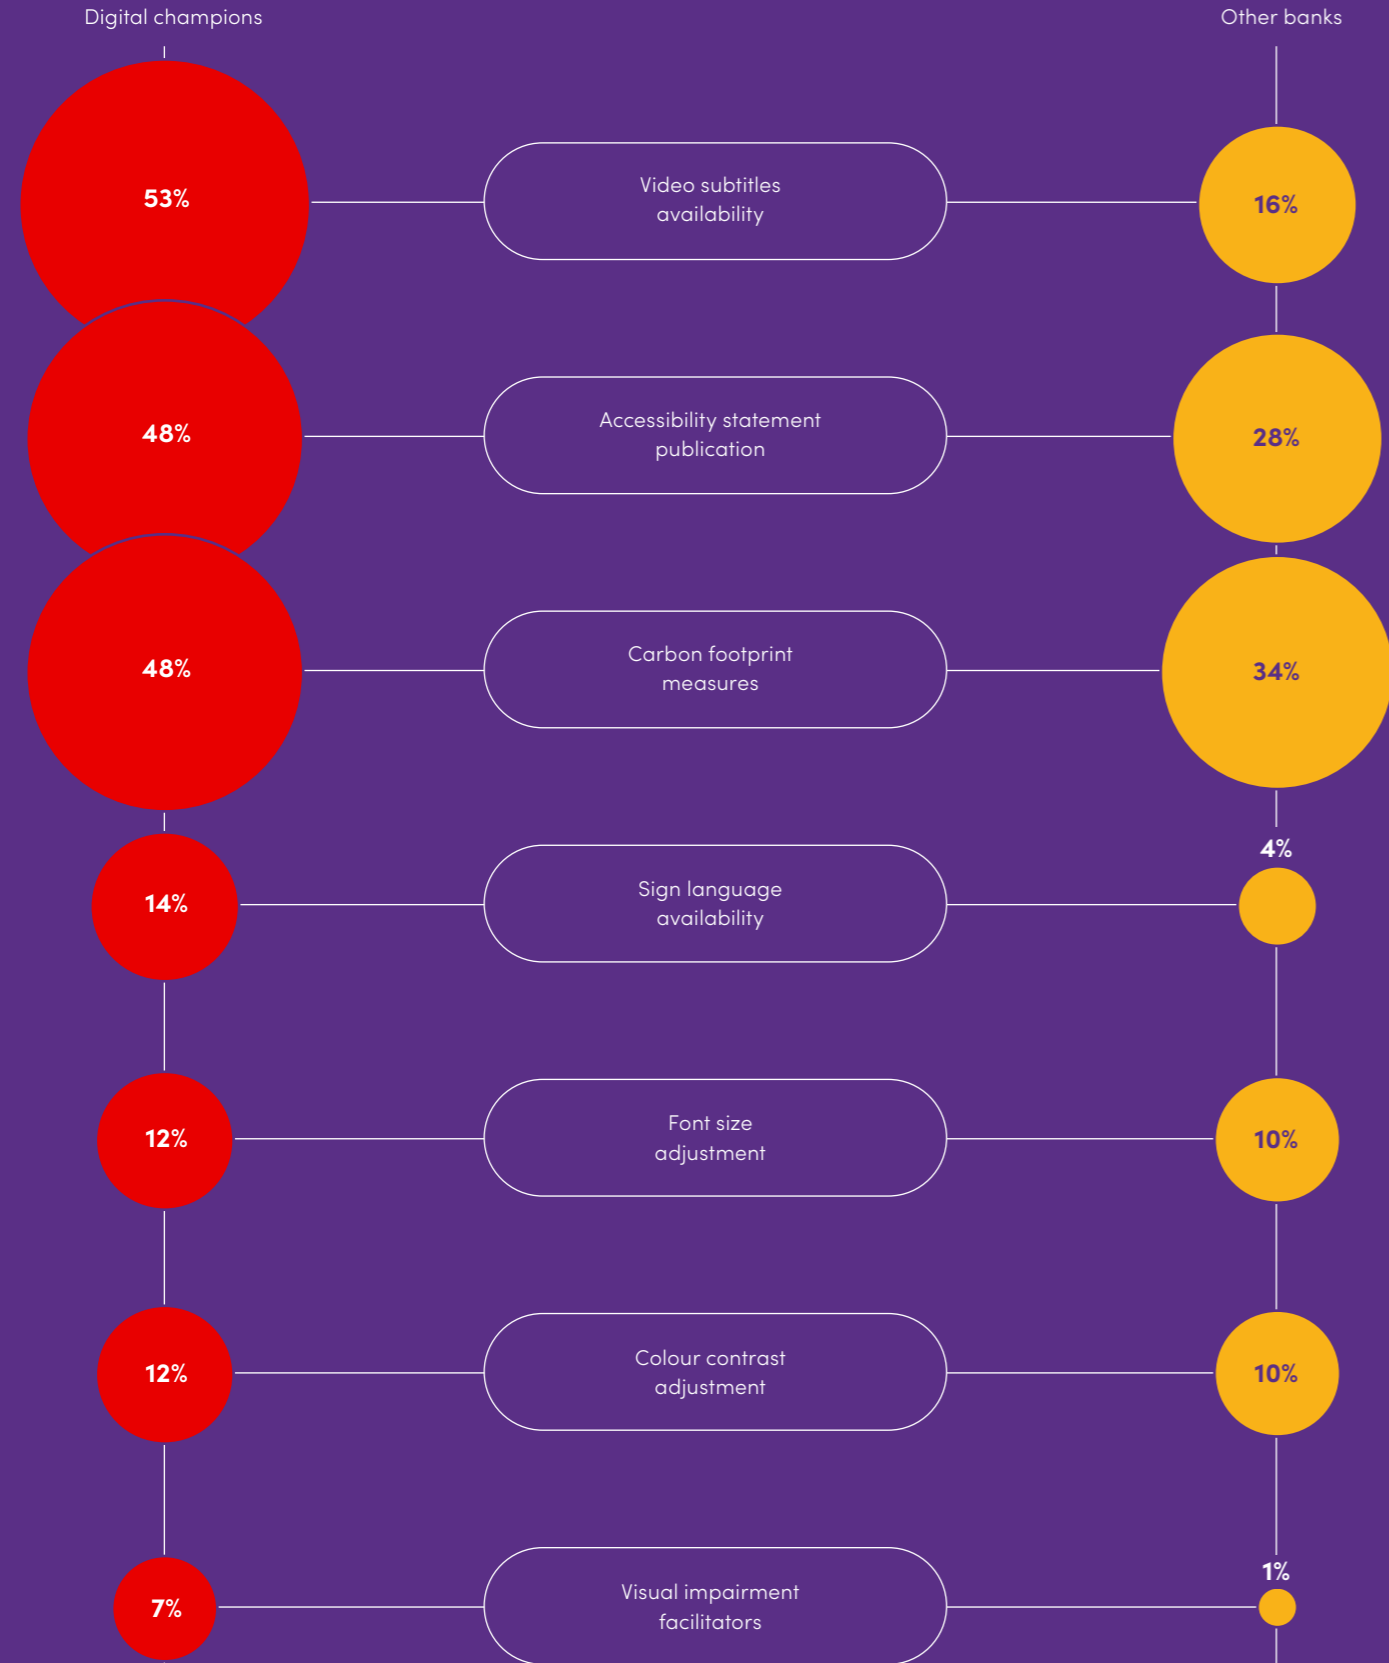 Digital champions
Other banks
53%
Video subtitles
availability
16%
48%
Accessibility statement
publication
28%
48%
Carbon footprint
measures
34%
14%
Sign language
availability
4%
12%
Font size
adjustment
10%
12%
Colour contrast
adjustment
10%
7%
Visual impairment
facilitators
1%